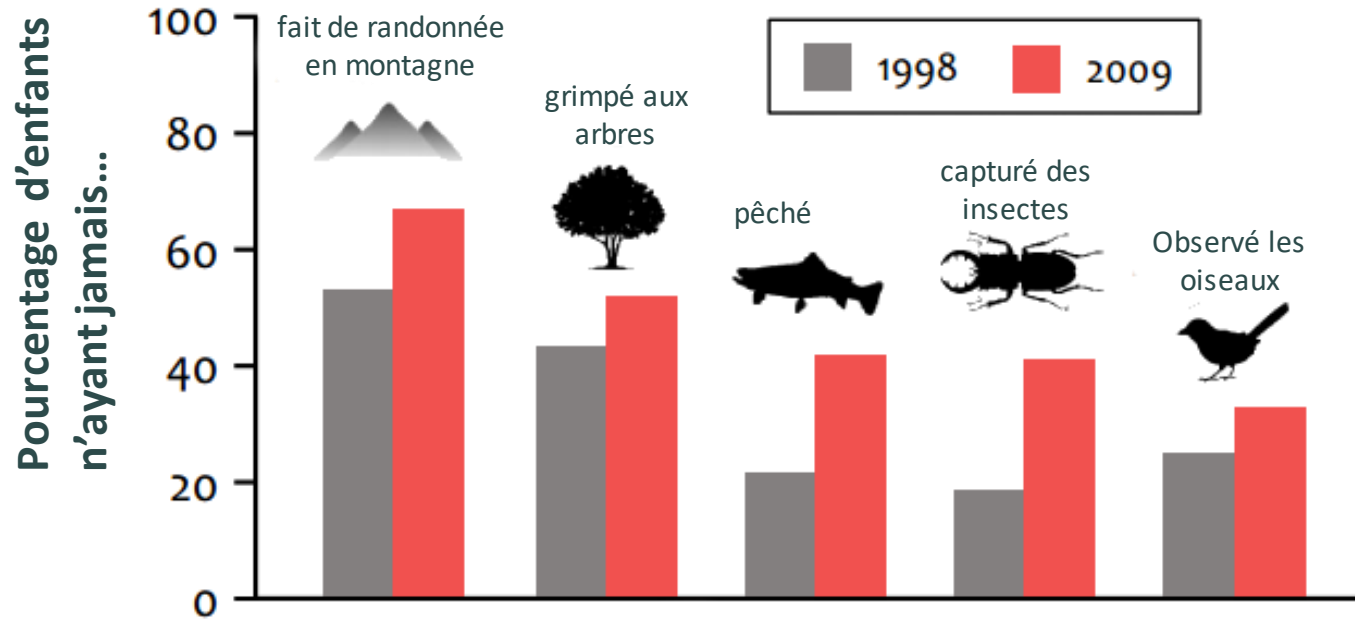 Pourcentage d'enfants
n'ayant jamais...
100
80
60
40
20
0
fait de randonnée
en montagne
grimpé aux
arbres
pêché
capturé des
insectes
Observé les
oiseaux
1998
2009